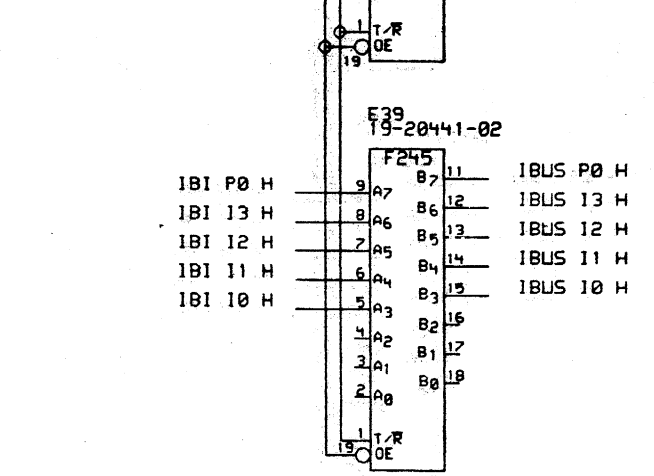 1 T/R
19 OE
E39
19-20441-02
F245
IBI P0 H 9 A7 B7 11 IBUS P0 H
IBI I3 H 8 A6 B6 12 IBUS I3 H
IBI I2 H 7 A5 B5 13 IBUS I2 H
IBI I1 H 6 A4 B4 14 IBUS I1 H
IBI I0 H 5 A3 B3 15 IBUS I0 H
4 A2 B2 16
3 A1 B1 17
2 A0 B0 18
1 T/R
19 OE